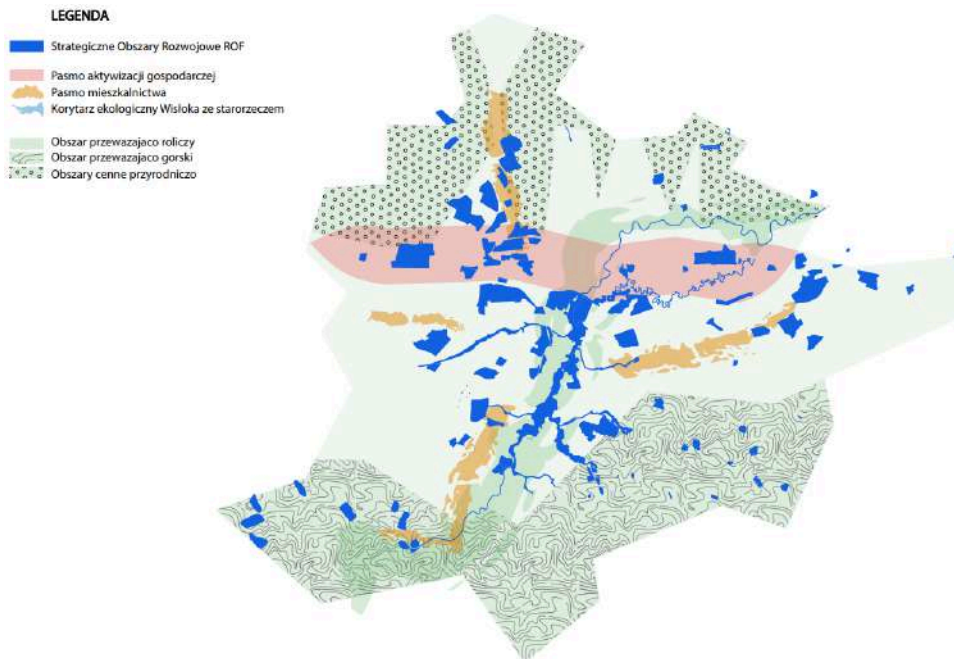 LEGENDA
Strategiczne Obszary Rozwojowe ROF
Pasmo aktywizacji gospodarczej
Pasmo mieszkalnictwa
Korytarz ekologiczny Wisłoka ze starorzeczem
Obszar przewazajaco roliczy
Obszar przewazajaco gorski
Obszary cenne przyrodniczo